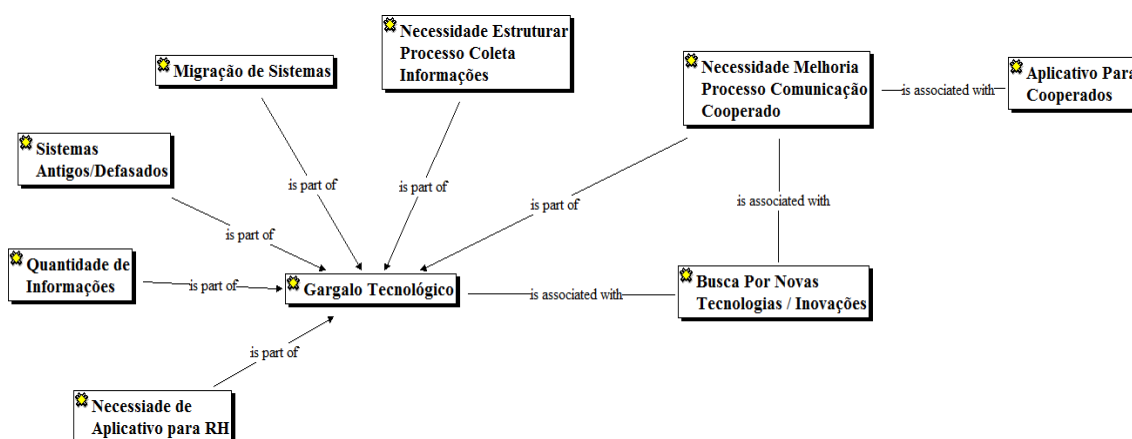 Necessidade Estruturar
Processo Coleta
Informações
Migração de Sistemas
Necessidade Melhoria
Processo Comunicação
Cooperado
is associated with
Aplicativo Para
Cooperados
Sistemas
Antigos/Defasados
is part of
is part of
is part of
is associated with
is part of
Quantidade de
Informações
is part of
Gargalo Tecnológico
is associated with
Busca Por Novas
Tecnologias / Inovações
is part of
Necessiade de
Aplicativo para RH